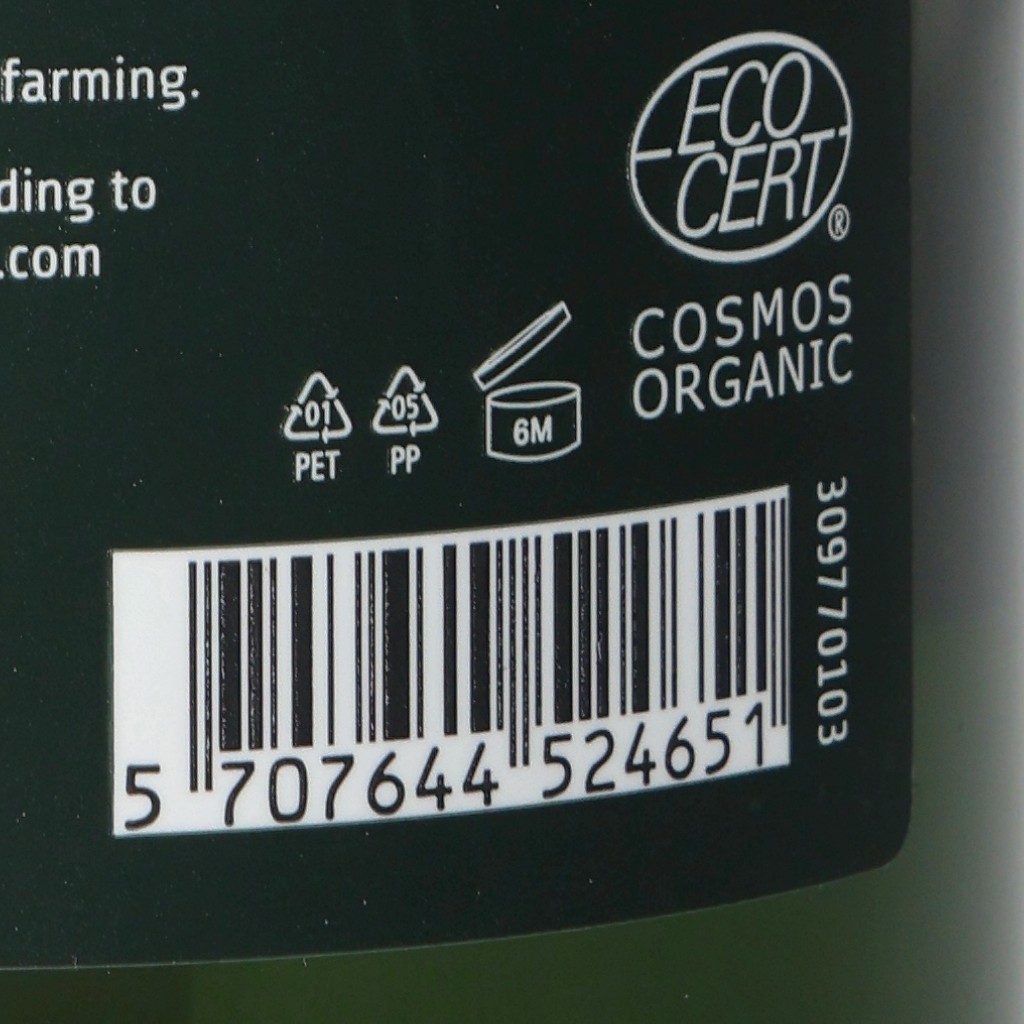 farming.
ding to
.com
ECO
CERT®
COSMOS
ORGANIC
01
PET
05
PP
6M
309770103
5 707644 524651